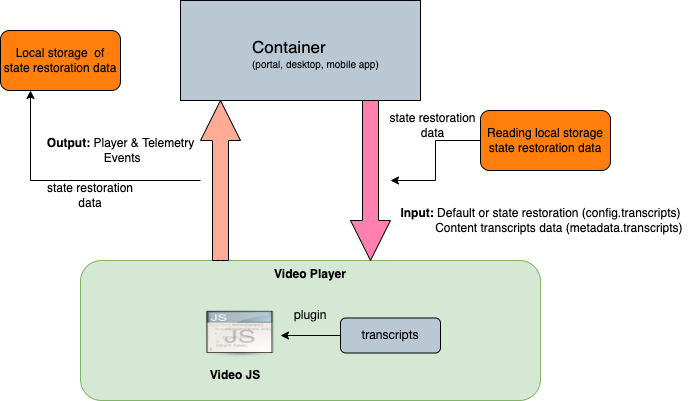 Container
(portal, desktop, mobile app)
Local storage of
state restoration data
Output: Player & Telemetry
Events
state restoration
data
state restoration
data
Reading local storage
state restoration data
Input: Default or state restoration (config.transcripts)
Content transcripts data (metadata.transcripts)
Video Player
JS
JS
plugin
transcripts
Video JS